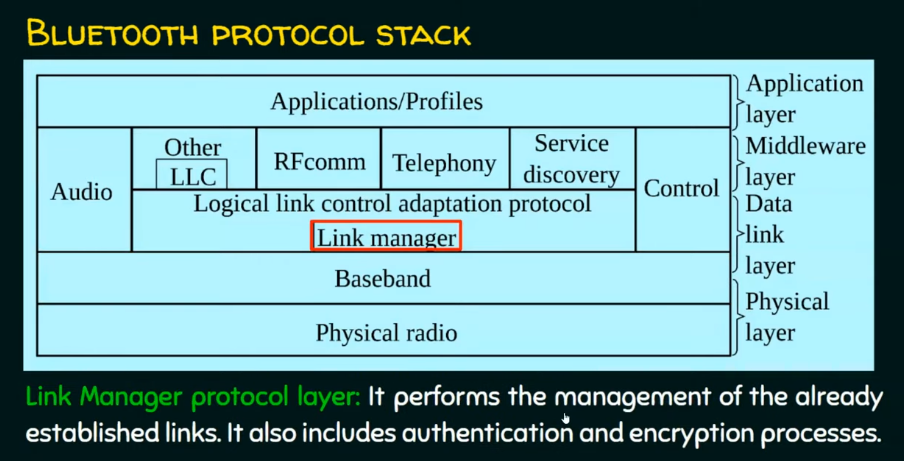 BLUETOOTH PROTOCOL STACK
Applications/Profiles
Application
layer
Audio
Other
LLC
RFcomm
Telephony
Service
discovery
Control
Middleware
layer
Logical link control adaptation protocol
Link manager
Data
link
layer
Baseband
Physical radio
Physical
layer
Link Manager protocol layer: It performs the management of the already
established links. It also includes authentication and encryption processes.